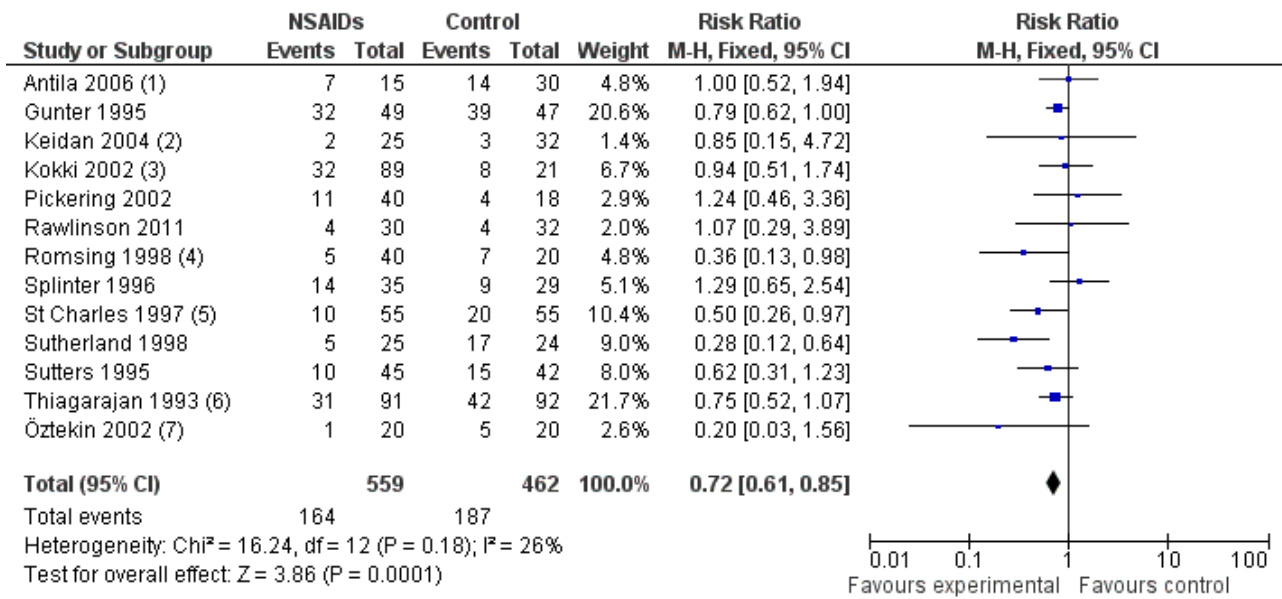 NSAIDs Control Risk Ratio Risk Ratio
Study or Subgroup Events Total Events Total Weight M-H, Fixed, 95% CI M-H, Fixed, 95% CI
Antila 2006 (1) 7 15 14 30 4.8% 1.00 [0.52, 1.94]
Gunter 1995 32 49 39 47 20.6% 0.79 [0.62, 1.00]
Keidan 2004 (2) 2 25 3 32 1.4% 0.85 [0.15, 4.72]
Kokki 2002 (3) 32 89 8 21 6.7% 0.94 [0.51, 1.74]
Pickering 2002 11 40 4 18 2.9% 1.24 [0.46, 3.36]
Rawlinson 2011 4 30 4 32 2.0% 1.07 [0.29, 3.89]
Romsing 1998 (4) 5 40 7 20 4.8% 0.36 [0.13, 0.98]
Splinter 1996 14 35 9 29 5.1% 1.29 [0.65, 2.54]
St Charles 1997 (5) 10 55 20 55 10.4% 0.50 [0.26, 0.97]
Sutherland 1998 5 25 17 24 9.0% 0.28 [0.12, 0.64]
Sutters 1995 10 45 15 42 8.0% 0.62 [0.31, 1.23]
Thiagarajan 1993 (6) 31 91 42 92 21.7% 0.75 [0.52, 1.07]
Öztekin 2002 (7) 1 20 5 20 2.6% 0.20 [0.03, 1.56]
Total (95% CI) 559 462 100.0% 0.72 [0.61, 0.85]
Total events 164 187
Heterogeneity: Chi² = 16.24, df = 12 (P = 0.18); I² = 26%
Test for overall effect: Z = 3.86 (P = 0.0001)
0.01 0.1 1 10 100
Favours experimental Favours control